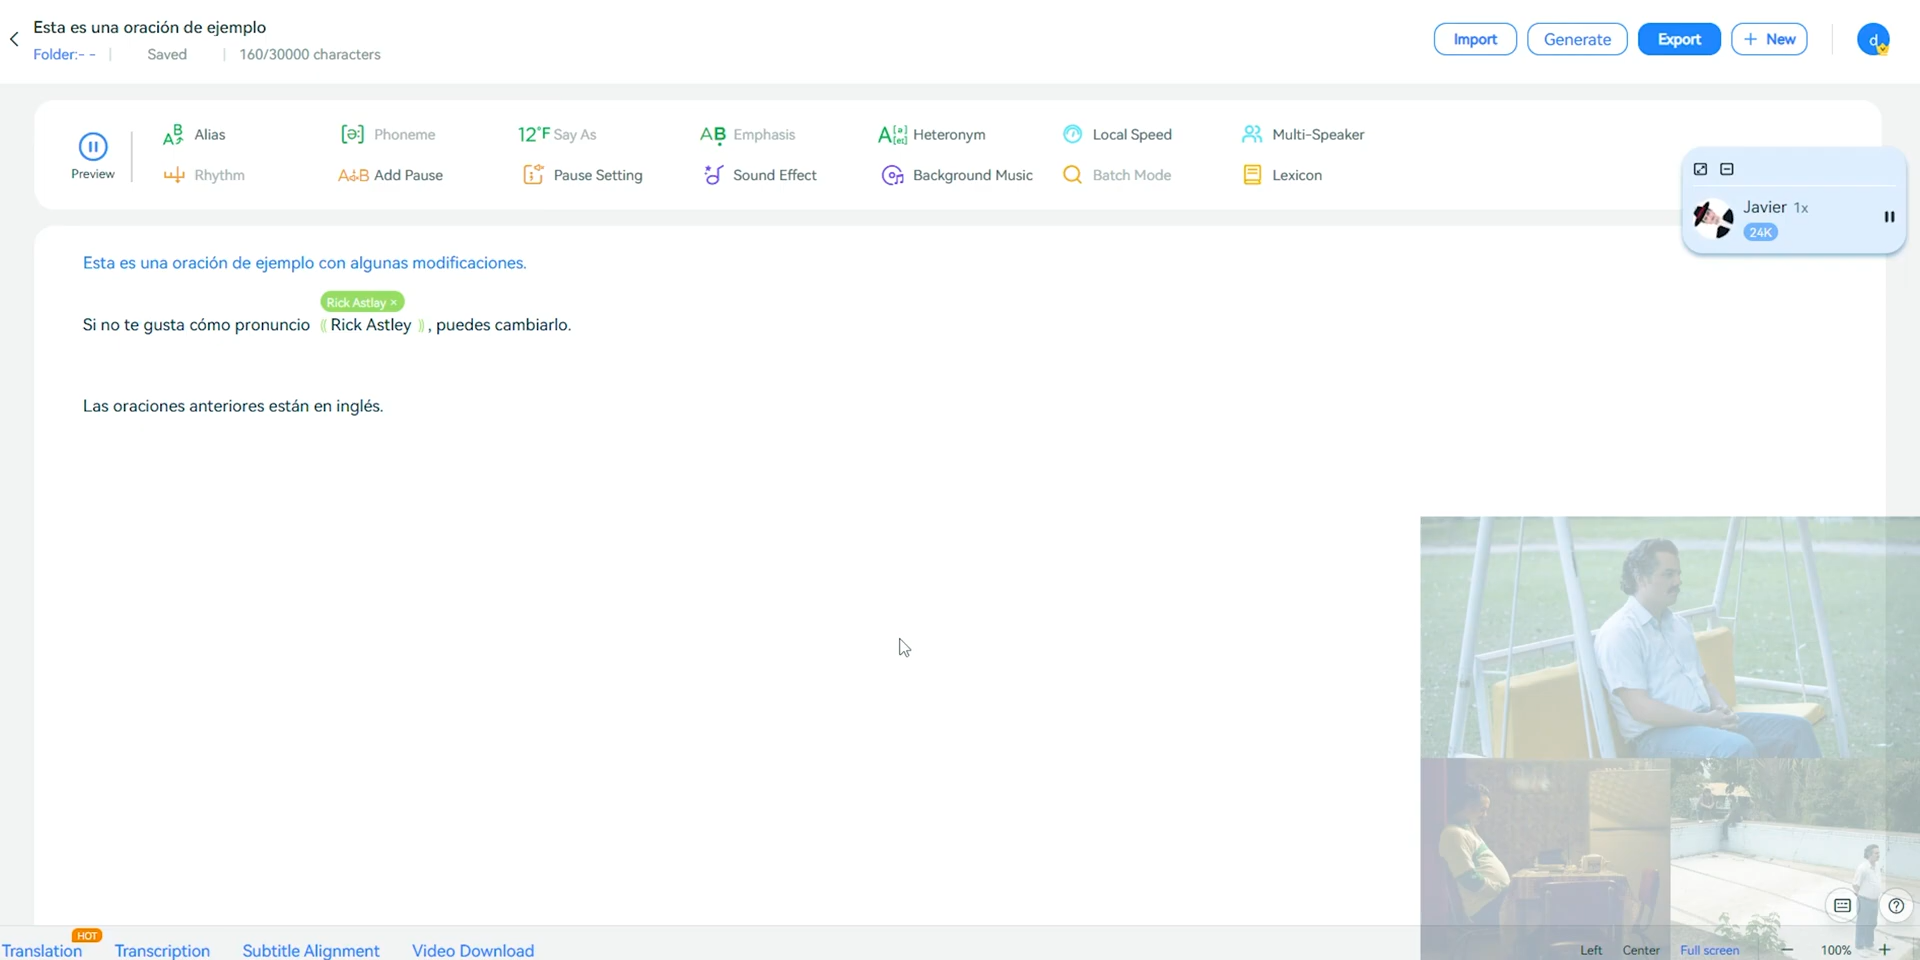 Esta es una oración de ejemplo
Folder:- - | Saved | 160/30000 characters
Import
Generate
Export
+ New
d
Preview
Alias
Phoneme
12°F Say As
Emphasis
Heteronym
Local Speed
Multi-Speaker
Rhythm
Add Pause
Pause Setting
Sound Effect
Background Music
Batch Mode
Lexicon
Javier 1x
24K
Esta es una oración de ejemplo con algunas modificaciones.
Rick Astlay ×
Si no te gusta cómo pronuncio (( Rick Astley )), puedes cambiarlo.
Las oraciones anteriores están en inglés.
HOT
Translation
Transcription
Subtitle Alignment
Video Download
Left
Center
Full screen
100%